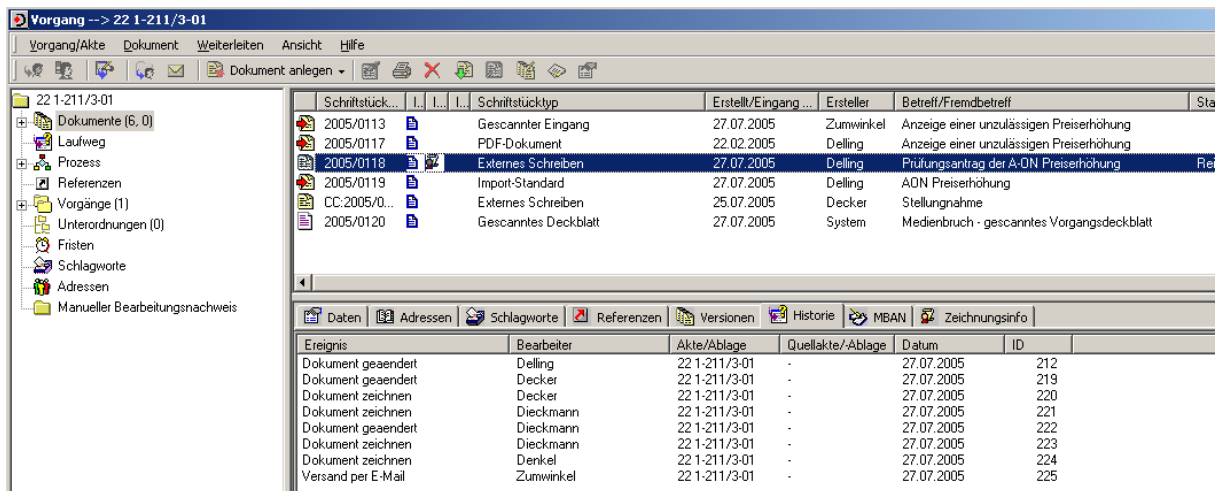 Vorgang --> 22 1-211/3-01
Vorgang/Akte Dokument Weiterleiten Ansicht Hilfe
Dokument anlegen
22 1-211/3-01
Dokumente (6, 0)
Laufweg
Prozess
Referenzen
Vorgänge (1)
Unterordnungen (0)
Fristen
Schlagworte
Adressen
Manueller Bearbeitungsnachweis
Schriftstück... I.. I... I... Schriftstücktyp Erstellt/Eingang ... Ersteller Betreff/Fremdbetreff Sta
2005/0113 Gescannter Eingang 27.07.2005 Zumwinkel Anzeige einer unzulässigen Preiserhöhung
2005/0117 PDF-Dokument 22.02.2005 Delling Anzeige einer unzulässigen Preiserhöhung
2005/0118 Externes Schreiben 27.07.2005 Delling Prüfungsantrag der A-ON Preiserhöhung Rei
2005/0119 Import-Standard 27.07.2005 Delling AON Preiserhöhung
CC:2005/0... Externes Schreiben 25.07.2005 Decker Stellungnahme
2005/0120 Gescanntes Deckblatt 27.07.2005 System Medienbruch - gescanntes Vorgangsdeckblatt
Daten Adressen Schlagworte Referenzen Versionen Historie MBAN Zeichnungsinfo
Ereignis Bearbeiter Akte/Ablage Quellakte/-Ablage Datum ID
Dokument geaendert Delling 22 1-211/3-01 - 27.07.2005 212
Dokument geaendert Decker 22 1-211/3-01 - 27.07.2005 219
Dokument zeichnen Decker 22 1-211/3-01 - 27.07.2005 220
Dokument zeichnen Dieckmann 22 1-211/3-01 - 27.07.2005 221
Dokument geaendert Dieckmann 22 1-211/3-01 - 27.07.2005 222
Dokument zeichnen Dieckmann 22 1-211/3-01 - 27.07.2005 223
Dokument zeichnen Denkel 22 1-211/3-01 - 27.07.2005 224
Versand per E-Mail Zumwinkel 22 1-211/3-01 - 27.07.2005 225